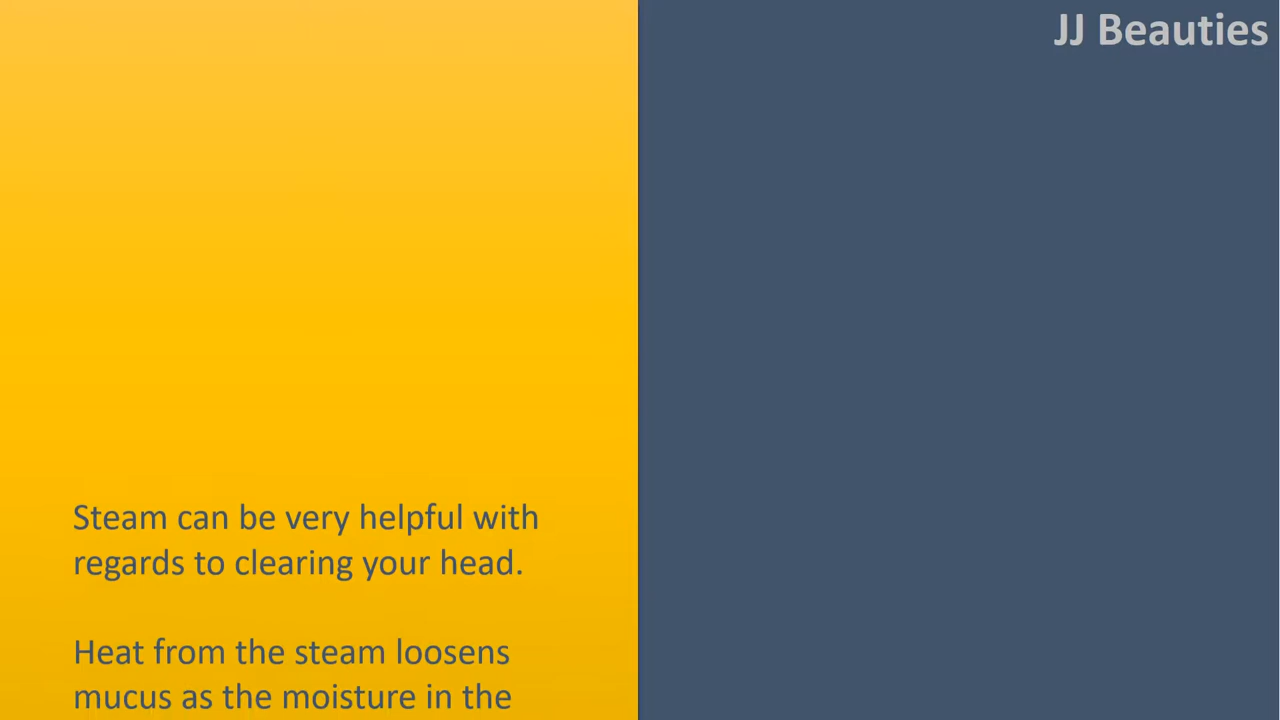 JJ Beauties
Steam can be very helpful with
regards to clearing your head.
Heat from the steam loosens
mucus as the moisture in the